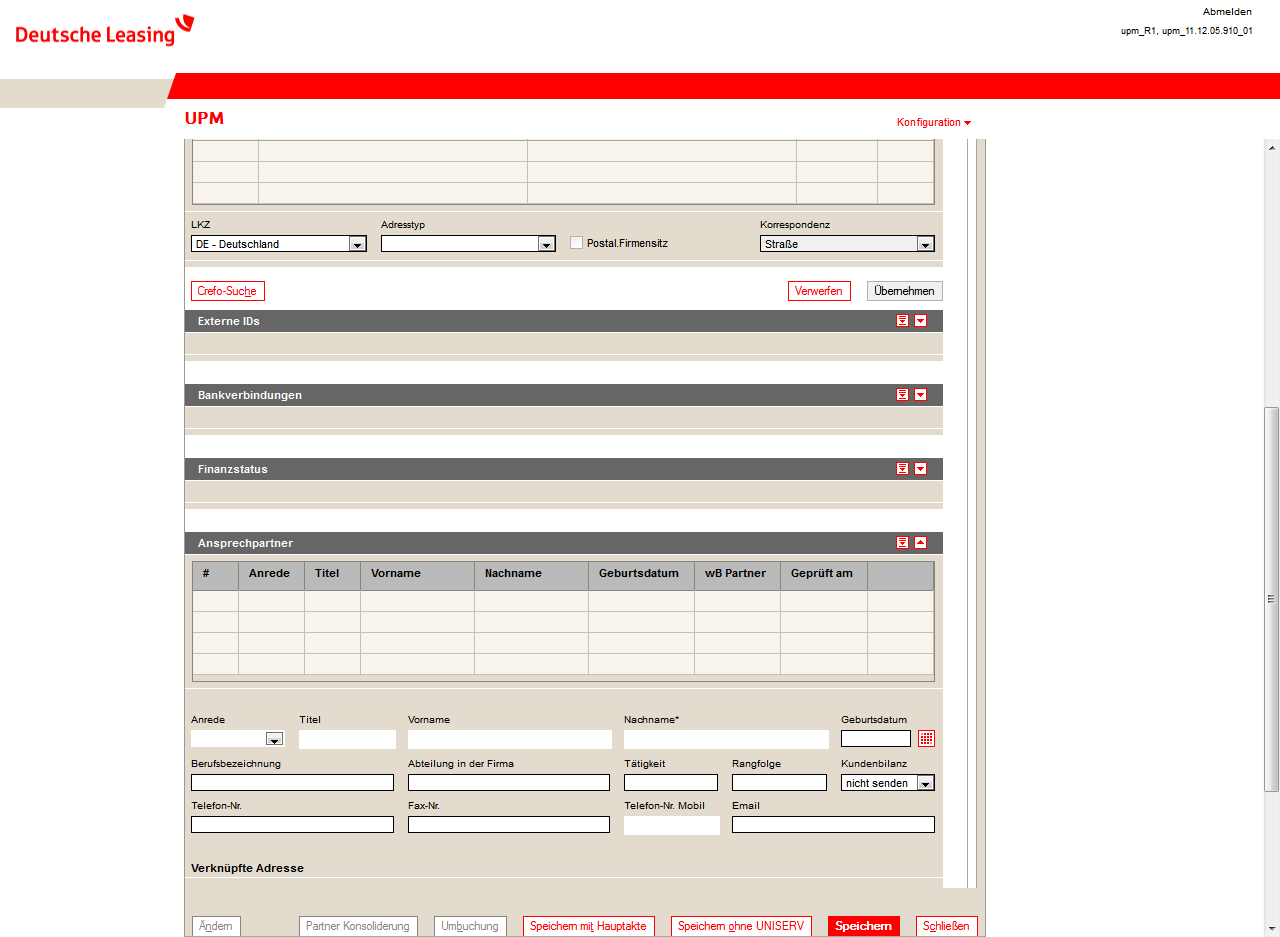 Abmelden
Deutsche Leasing
upm_R1, upm_11.12.05.910_01
UPM
Konfiguration
LKZ Adresstyp Korrespondenz
DE - Deutschland Postal.Firmensitz Straße
Crefo-Suche Verwerfen Übernehmen
Externe IDs
Bankverbindungen
Finanzstatus
Ansprechpartner
# Anrede Titel Vorname Nachname Geburtsdatum wB Partner Geprüft am
Anrede Titel Vorname Nachname* Geburtsdatum
Berufsbezeichnung Abteilung in der Firma Tätigkeit Rangfolge Kundenbilanz
nicht senden
Telefon-Nr. Fax-Nr. Telefon-Nr. Mobil Email
Verknüpfte Adresse
Ändern Partner Konsolidierung Umbuchung Speichern mit Hauptakte Speichern ohne UNISERV Speichern Schließen